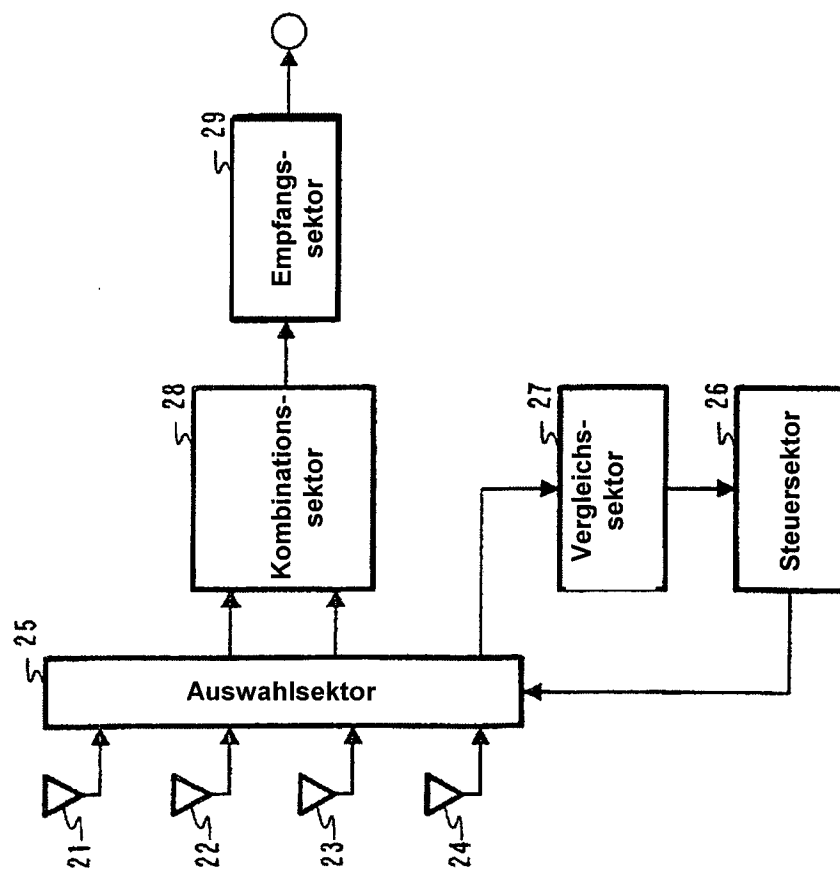 21
22
23
24
25
Auswahlsektor
28
Kombinations-
sektor
29
Empfangs-
sektor
27
Vergleichs-
sektor
26
Steuersektor